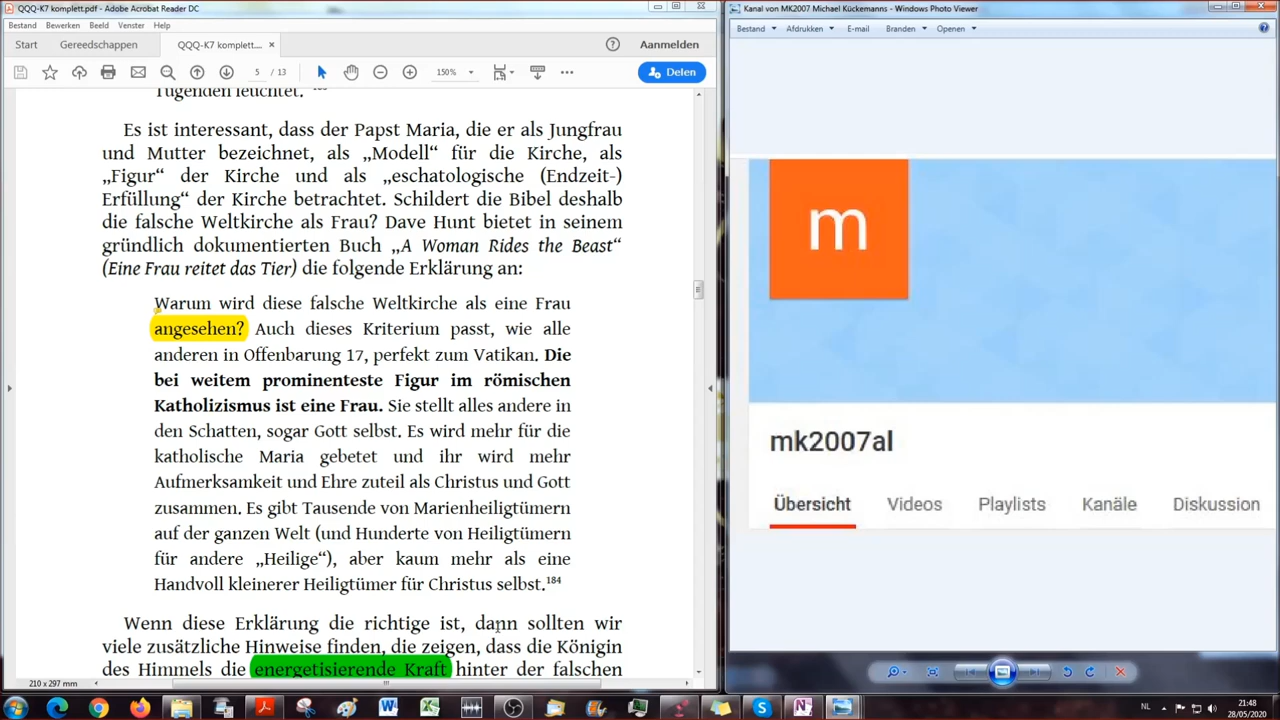 QQQ-K7 komplett.pdf - Adobe Acrobat Reader DC
Bestand Bewerken Beeld Venster Help
Start Gereedschappen QQQ-K7 komplett.... × Aanmelden
5 / 13 150% Delen
Tugenden leuchtet.
Es ist interessant, dass der Papst Maria, die er als Jungfrau
und Mutter bezeichnet, als „Modell“ für die Kirche, als
„Figur“ der Kirche und als „eschatologische (Endzeit-)
Erfüllung“ der Kirche betrachtet. Schildert die Bibel deshalb
die falsche Weltkirche als Frau? Dave Hunt bietet in seinem
gründlich dokumentierten Buch „A Woman Rides the Beast“
(Eine Frau reitet das Tier) die folgende Erklärung an:
Warum wird diese falsche Weltkirche als eine Frau
angesehen? Auch dieses Kriterium passt, wie alle
anderen in Offenbarung 17, perfekt zum Vatikan. Die
bei weitem prominenteste Figur im römischen
Katholizismus ist eine Frau. Sie stellt alles andere in
den Schatten, sogar Gott selbst. Es wird mehr für die
katholische Maria gebetet und ihr wird mehr
Aufmerksamkeit und Ehre zuteil als Christus und Gott
zusammen. Es gibt Tausende von Marienheiligtümern
auf der ganzen Welt (und Hunderte von Heiligtümern
für andere „Heilige“), aber kaum mehr als eine
Handvoll kleinerer Heiligtümer für Christus selbst.184
Wenn diese Erklärung die richtige ist, dann sollten wir
viele zusätzliche Hinweise finden, die zeigen, dass die Königin
des Himmels die energetisierende Kraft hinter der falschen
210 x 297 mm
Kanal von MK2007 Michael Kückemanns - Windows Photo Viewer
Bestand Afdrukken E-mail Branden Openen
m
mk2007al
Übersicht Videos Playlists Kanäle Diskussion
NL 21:48
28/05/2020